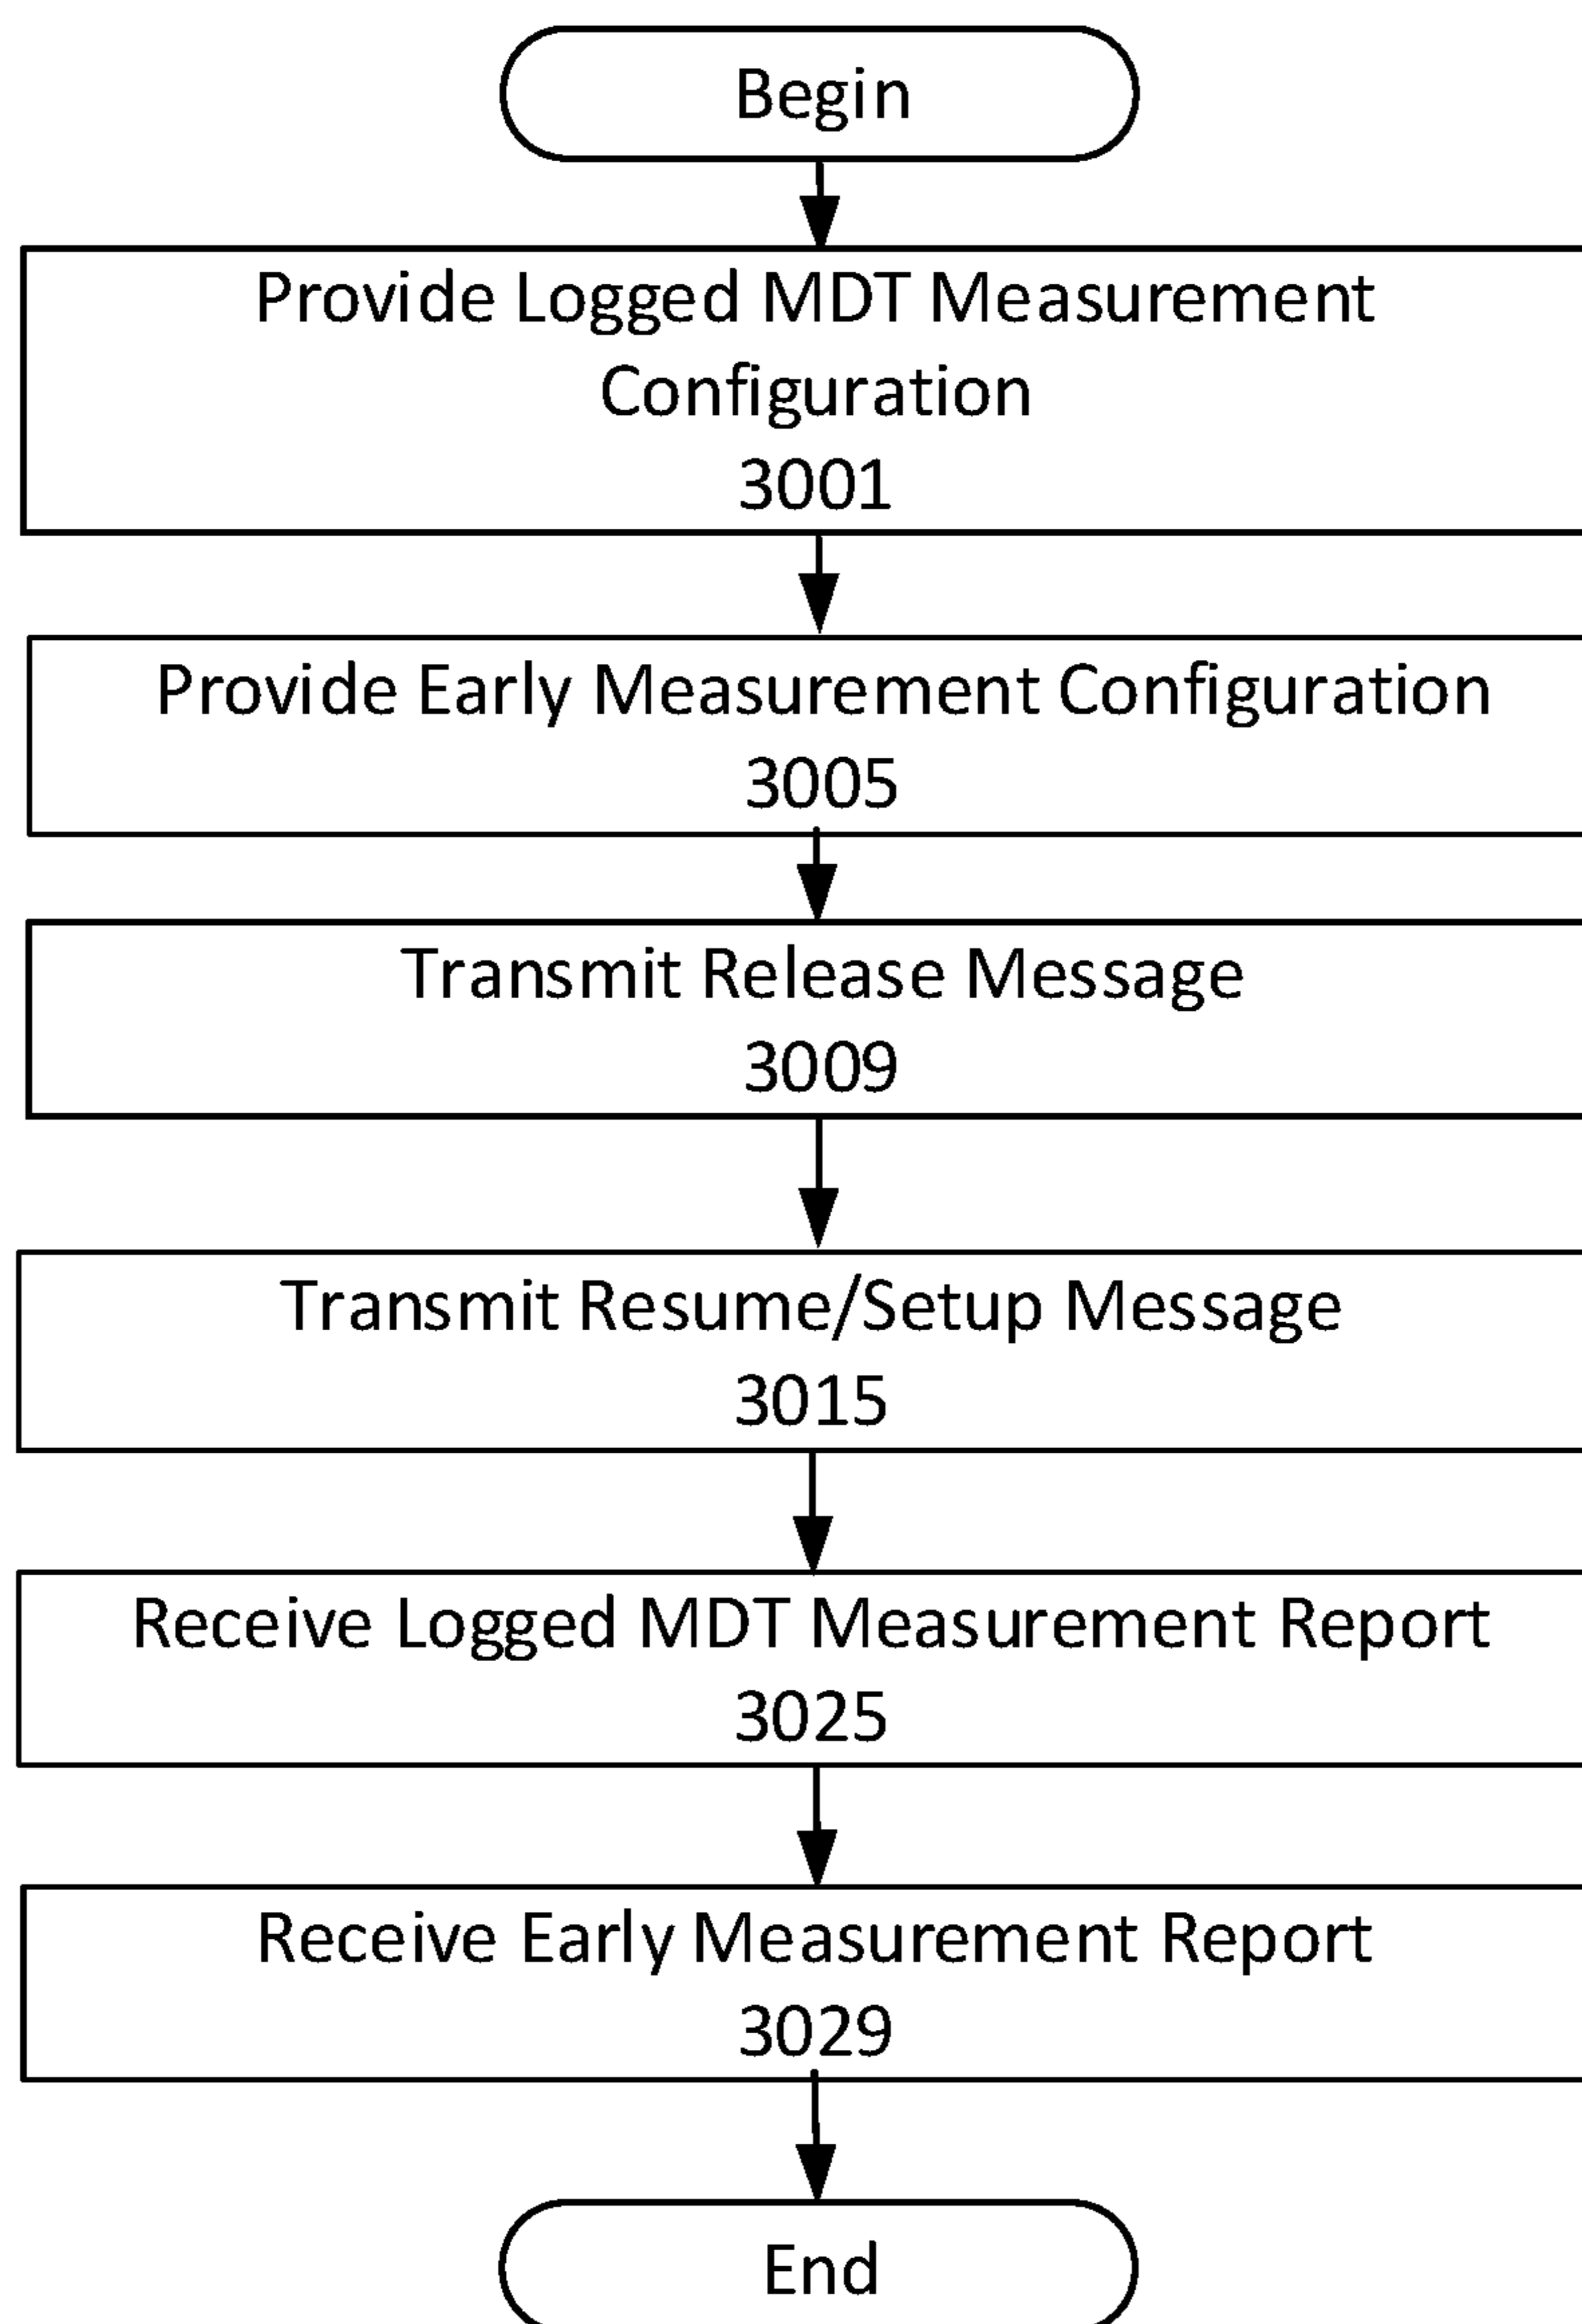 Begin
Provide Logged MDT Measurement
Configuration
3001
Provide Early Measurement Configuration
3005
Transmit Release Message
3009
Transmit Resume/Setup Message
3015
Receive Logged MDT Measurement Report
3025
Receive Early Measurement Report
3029
End